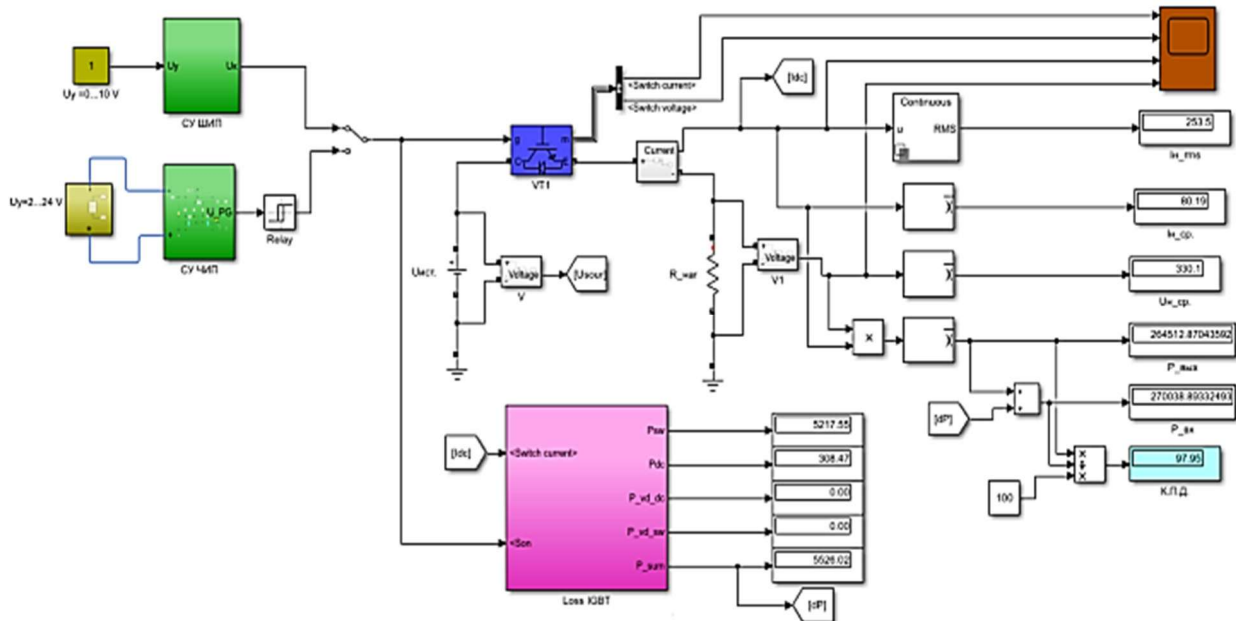 1
Uy =0...10 V
Uy
Ux
СУ ШИП
Uy=2...24 V
U_PG
СУ ЧИП
Relay
g
m
C
E
VT1
<Switch current>
<Switch voltage>
[Idc]
Current
+
-
Continuous
u
RMS
253.5
Iн_rms
80.19
Iн_ср.
330.1
Uн_ср.
Uист.
+
-
Voltage
V
[Usour]
R_наг
+
-
Voltage
V1
×
264512.87043592
P_вых
[dP]
+
+
270038.89332493
P_вх
100
×
÷
×
97.95
К.П.Д.
[Idc]
<Switch current>
<Son
Psw
Pdc
P_vd_dc
P_vd_sw
P_sum
Loss IGBT
5217.55
308.47
0.00
0.00
5526.02
[dP]